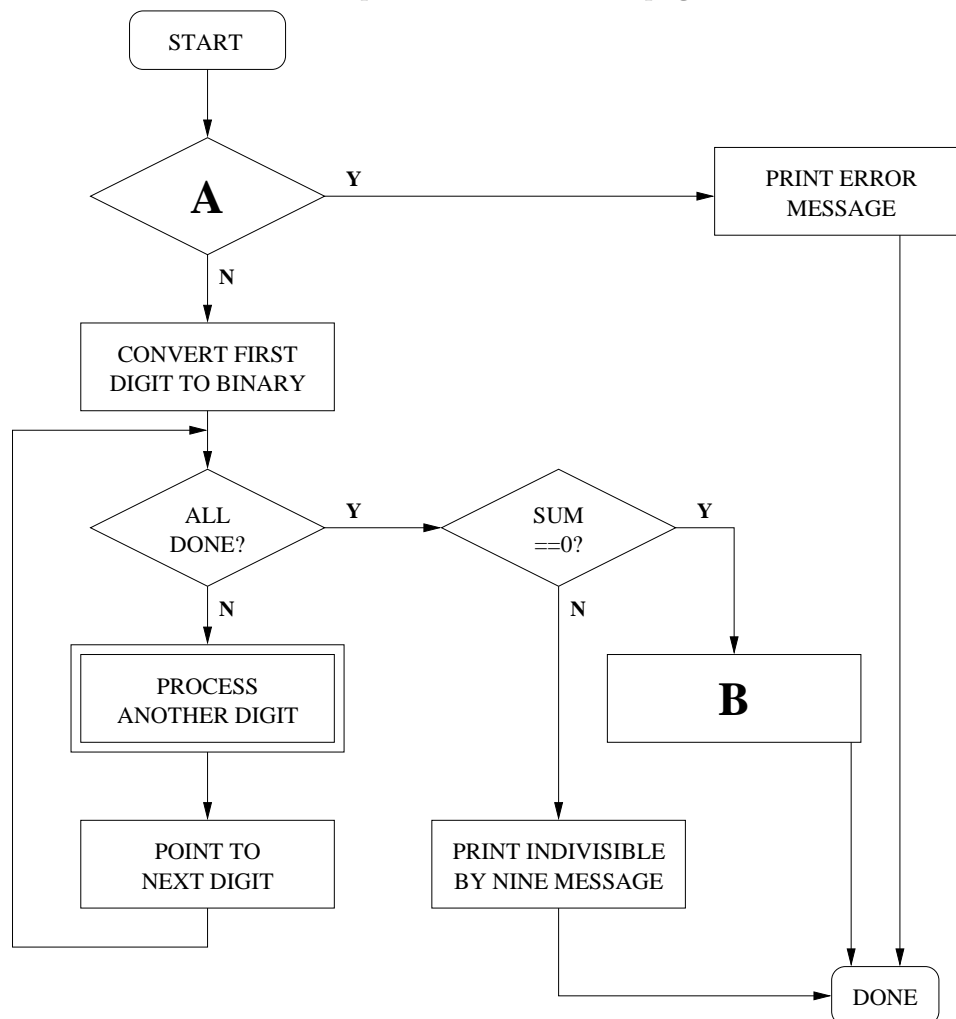 START
A
Y
PRINT ERROR
MESSAGE
N
CONVERT FIRST
DIGIT TO BINARY
ALL
DONE?
Y
SUM
==0?
Y
N
N
PROCESS
ANOTHER DIGIT
B
POINT TO
NEXT DIGIT
PRINT INDIVISIBLE
BY NINE MESSAGE
DONE